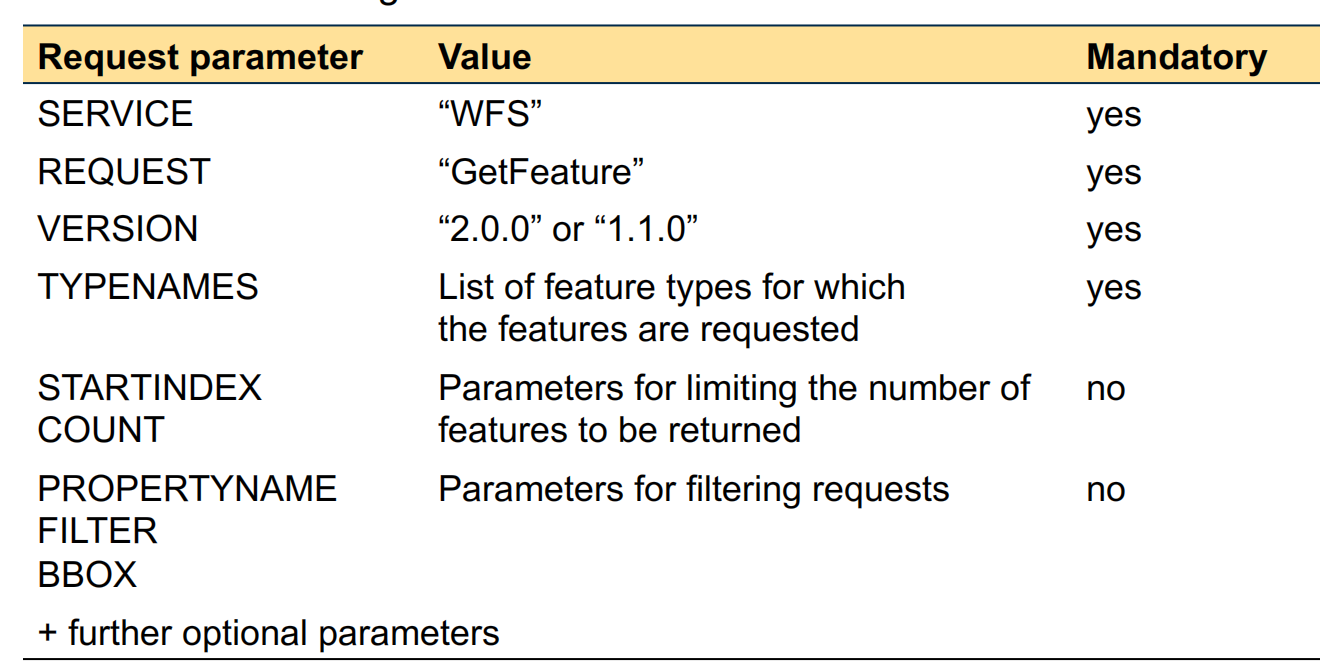 Request parameter Value Mandatory
SERVICE “WFS” yes
REQUEST “GetFeature” yes
VERSION “2.0.0” or “1.1.0” yes
TYPENAMES List of feature types for which yes
the features are requested
STARTINDEX Parameters for limiting the number of no
COUNT features to be returned
PROPERTYNAME Parameters for filtering requests no
FILTER
BBOX
+ further optional parameters